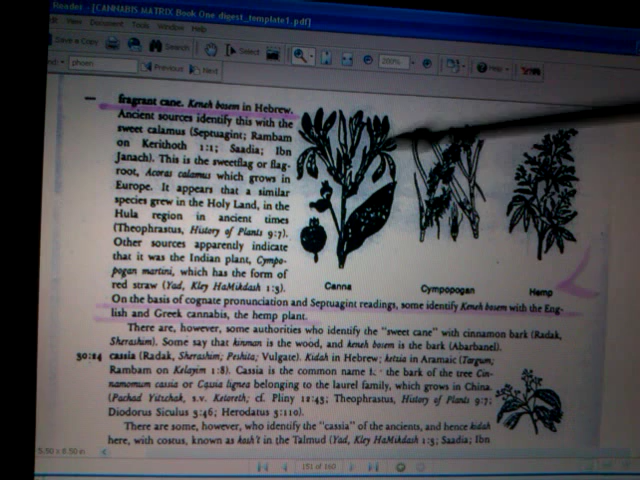 Reader - [CANNABIS MATRIX Book One digest_template1.pdf]
View Document Tools Window Help
Save a Copy Search Select 200% Help
phoem Previous Next
fragrant cane. Keneh bosem in Hebrew.
Ancient sources identify this with the
sweet calamus (Septuagint; Rambam
on Kerithoth 1:1; Saadia; Ibn
Janach). This is the sweetflag or flag-
root, Acoras calamus which grows in
Europe. It appears that a similar
species grew in the Holy Land, in the
Hula region in ancient times
(Theophrastus, History of Plants 9:7).
Other sources apparently indicate
that it was the Indian plant, Cympo-
pogan martini, which has the form of
red straw (Yad, Kley HaMikdash 1:3).
Canna Cympopogan Hemp
On the basis of cognate pronunciation and Septuagint readings, some identify Keneh bosem with the Eng-
lish and Greek cannabis, the hemp plant.
There are, however, some authorities who identify the "sweet cane" with cinnamon bark (Radak,
Sherashim). Some say that kinman is the wood, and keneh bosem is the bark (Abarbanel).
30:24 cassia (Radak, Sherashim; Peshita; Vulgate). Kidah in Hebrew; ketzia in Aramaic (Targum;
Rambam on Kelayim 1:8). Cassia is the common name the bark of the tree Cin-
namomum cassia or Cassia lignea belonging to the laurel family, which grows in China.
(Pachad Yitzchak, s.v. Ketoreth; cf. Pliny 12:43; Theophrastus, History of Plants 9:7;
Diodorus Siculus 3:46; Herodatus 3:110).
There are some, however, who identify the "cassia" of the ancients, and hence kidah
here, with costus, known as kosh't in the Talmud (Yad, Kley HaMikdash 1:3; Saadia; Ibn
5.50 x 8.50 in
151 of 160